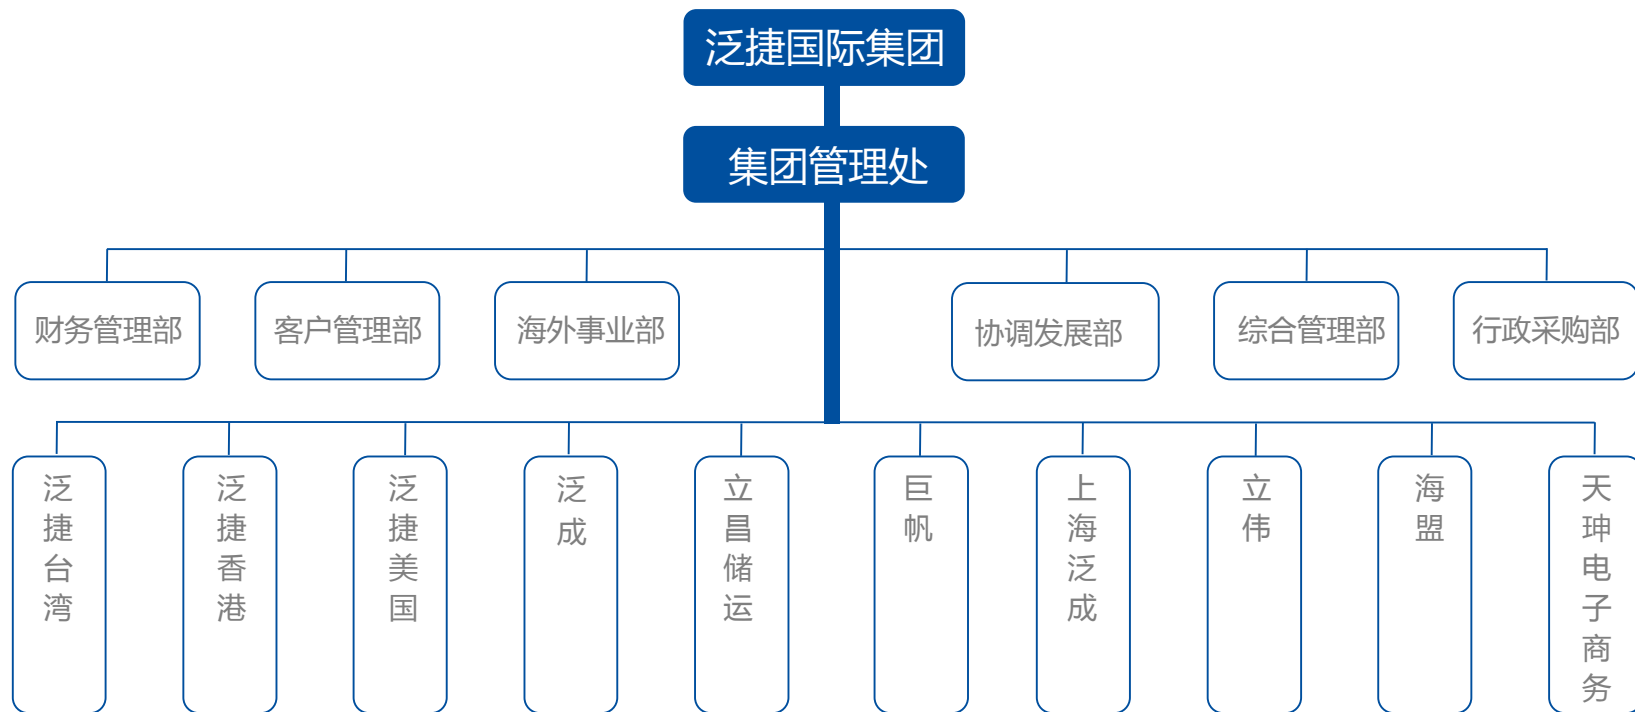 泛捷国际集团
集团管理处
财务管理部
客户管理部
海外事业部
协调发展部
综合管理部
行政采购部
泛捷台湾
泛捷香港
泛捷美国
泛成
立昌储运
巨帆
上海泛成
立伟
海盟
天珅电子商务